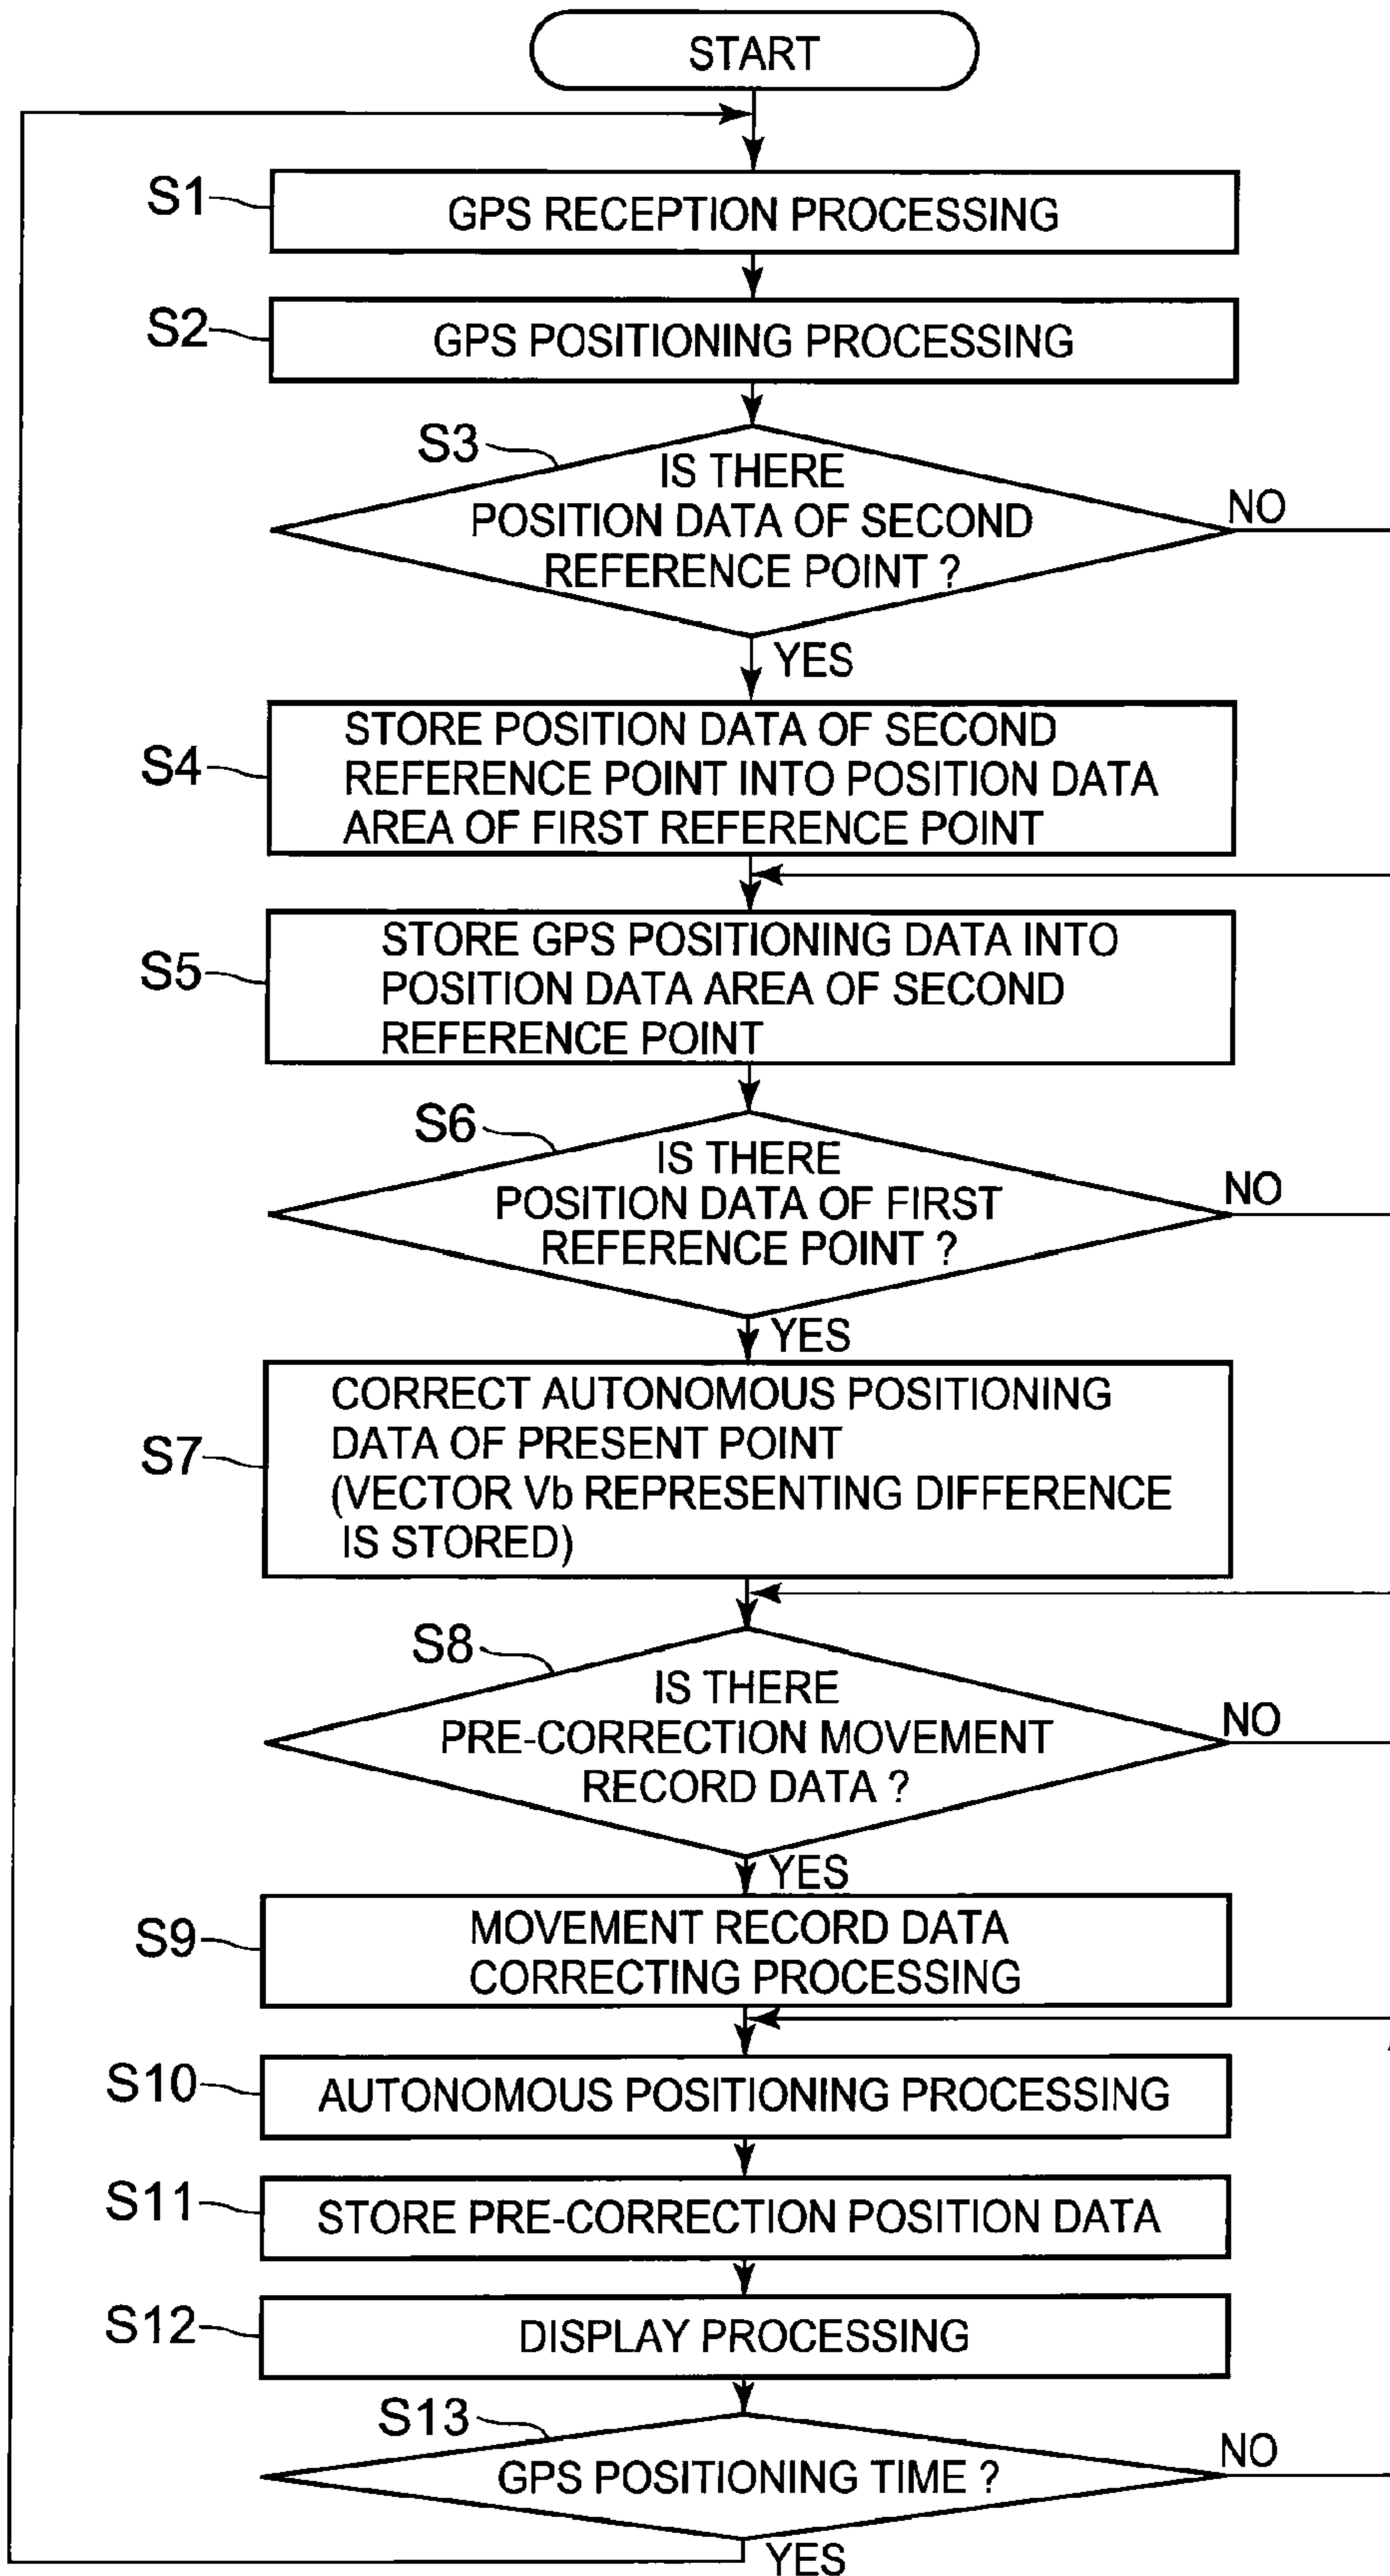 START
S1
GPS RECEPTION PROCESSING
S2
GPS POSITIONING PROCESSING
S3
IS THERE
POSITION DATA OF SECOND
REFERENCE POINT ?
NO
YES
S4
STORE POSITION DATA OF SECOND
REFERENCE POINT INTO POSITION DATA
AREA OF FIRST REFERENCE POINT
S5
STORE GPS POSITIONING DATA INTO
POSITION DATA AREA OF SECOND
REFERENCE POINT
S6
IS THERE
POSITION DATA OF FIRST
REFERENCE POINT ?
NO
YES
S7
CORRECT AUTONOMOUS POSITIONING
DATA OF PRESENT POINT
(VECTOR Vb REPRESENTING DIFFERENCE
IS STORED)
S8
IS THERE
PRE-CORRECTION MOVEMENT
RECORD DATA ?
NO
YES
S9
MOVEMENT RECORD DATA
CORRECTING PROCESSING
S10
AUTONOMOUS POSITIONING PROCESSING
S11
STORE PRE-CORRECTION POSITION DATA
S12
DISPLAY PROCESSING
S13
GPS POSITIONING TIME ?
NO
YES